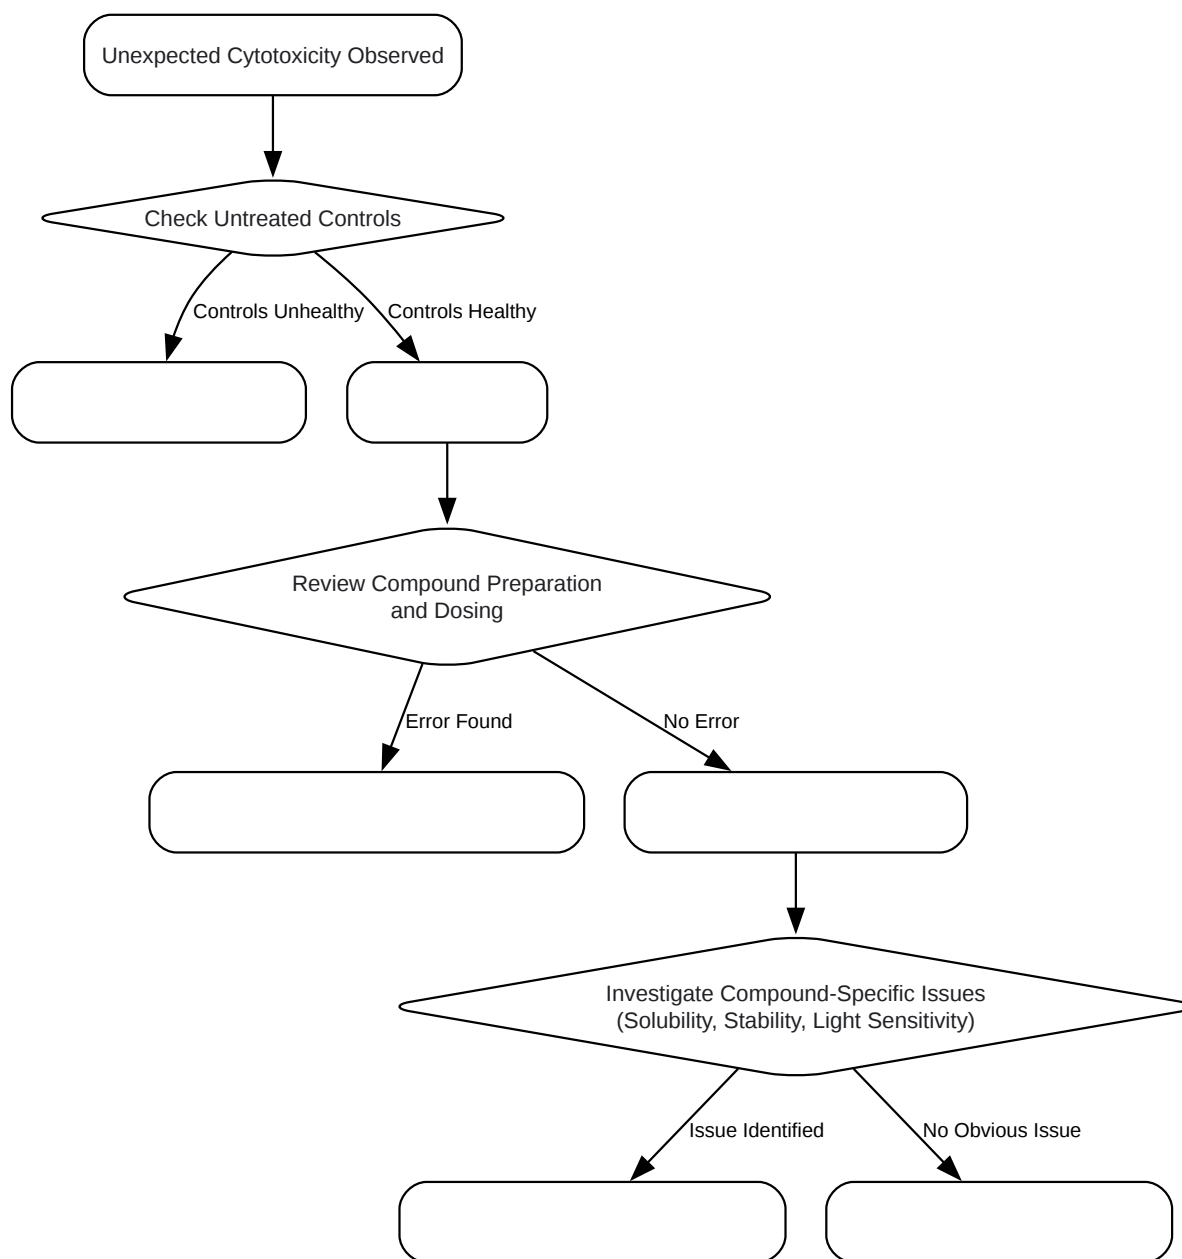 Unexpected Cytotoxicity Observed
Check Untreated Controls
Controls Unhealthy
Controls Healthy
Review Compound Preparation
and Dosing
Error Found
No Error
Investigate Compound-Specific Issues
(Solubility, Stability, Light Sensitivity)
Issue Identified
No Obvious Issue